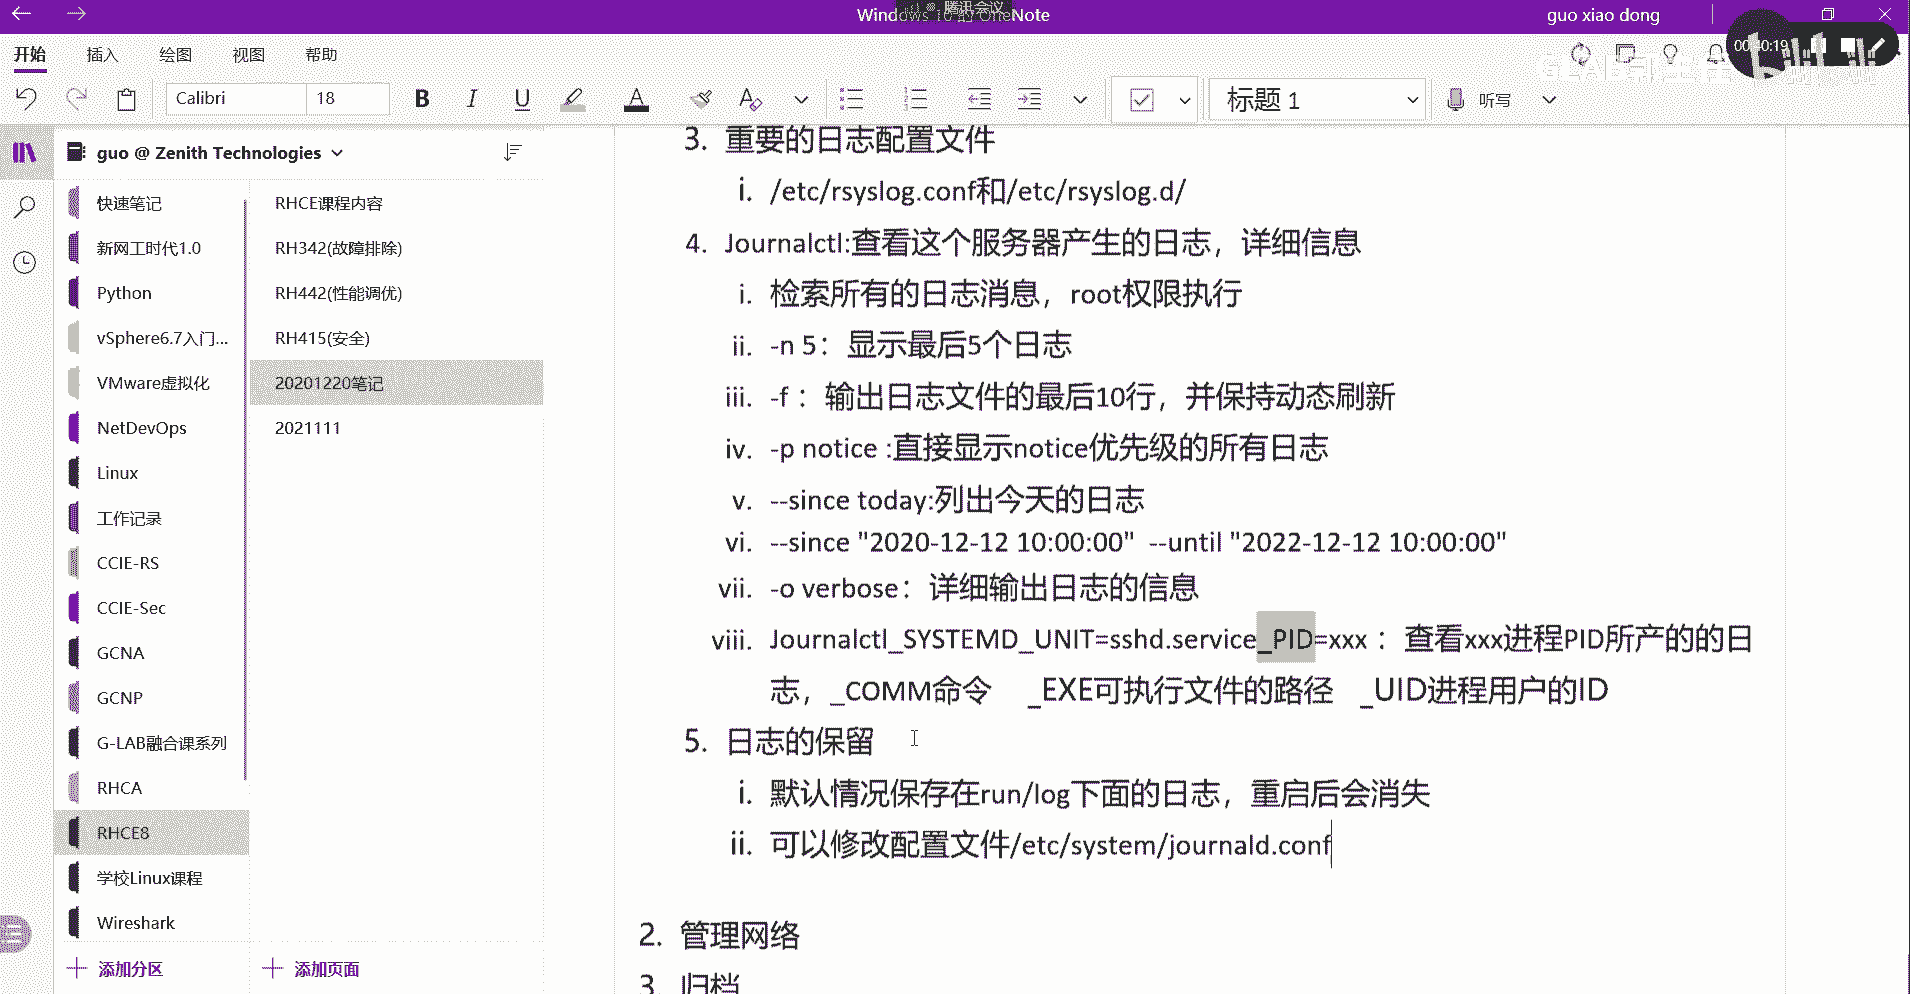 Windows 10 的 OneNote
腾讯会议
guo xiao dong
开始 插入 绘图 视图 帮助
00:40:19
GLAB
Calibri 18 B I U A 标题 1 听写
guo @ Zenith Technologies
快速笔记
新网工时代1.0
Python
vSphere6.7入门...
VMware虚拟化
NetDevOps
Linux
工作记录
CCIE-RS
CCIE-Sec
GCNA
GCNP
G-LAB融合课系列
RHCA
RHCE8
学校Linux课程
Wireshark
添加分区
RHCE课程内容
RH342(故障排除)
RH442(性能调优)
RH415(安全)
20201220笔记
2021111
添加页面
3. 重要的日志配置文件
i. /etc/rsyslog.conf和/etc/rsyslog.d/
4. Journalctl:查看这个服务器产生的日志，详细信息
i. 检索所有的日志消息，root权限执行
ii. -n 5：显示最后5个日志
iii. -f ：输出日志文件的最后10行，并保持动态刷新
iv. -p notice :直接显示notice优先级的所有日志
v. --since today:列出今天的日志
vi. --since "2020-12-12 10:00:00" --until "2022-12-12 10:00:00"
vii. -o verbose：详细输出日志的信息
viii. Journalctl_SYSTEMD_UNIT=sshd.service_PID=xxx ：查看xxx进程PID所产的的日
志，_COMM命令 _EXE可执行文件的路径 _UID进程用户的ID
5. 日志的保留
i. 默认情况保存在run/log下面的日志，重启后会消失
ii. 可以修改配置文件/etc/system/journald.conf
2. 管理网络
3. 归档